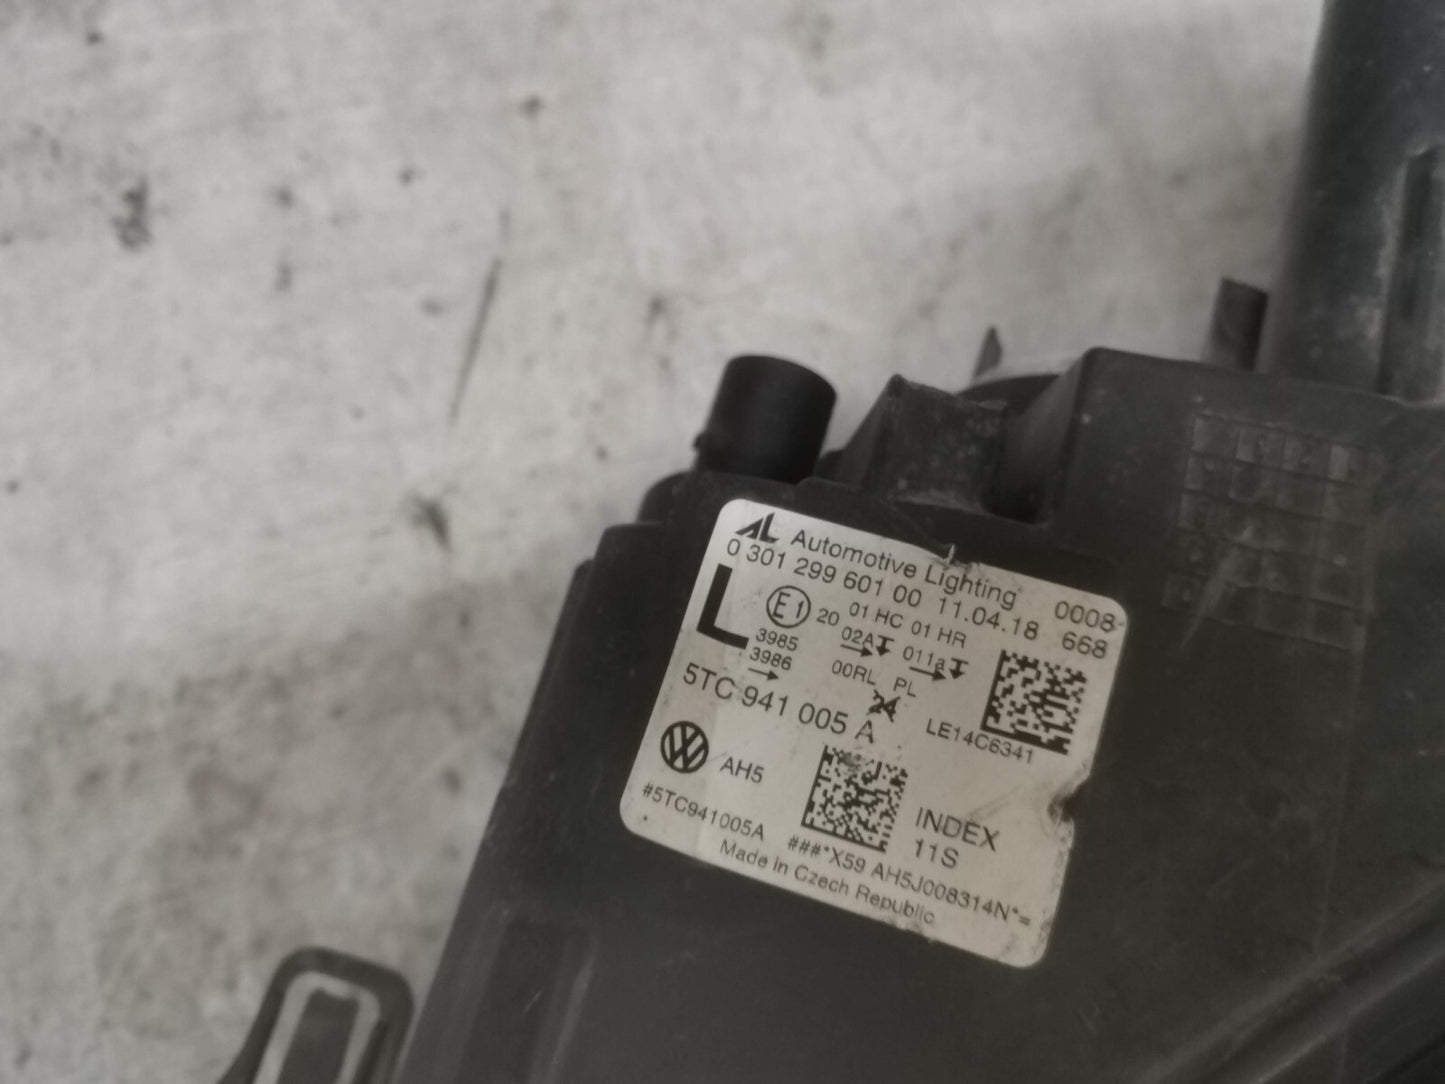 AL Automotive Lighting
0 301 299 601 00 11.04.18 0008
668
L E1 20 01 HC 01 HR
3985 02A 011a
3986 00RL PL
24
5TC 941 005 A LE14C6341
VW AH5
#5TC941005A INDEX
11S
###*X59 AH5J008314N*=
Made in Czech Republic